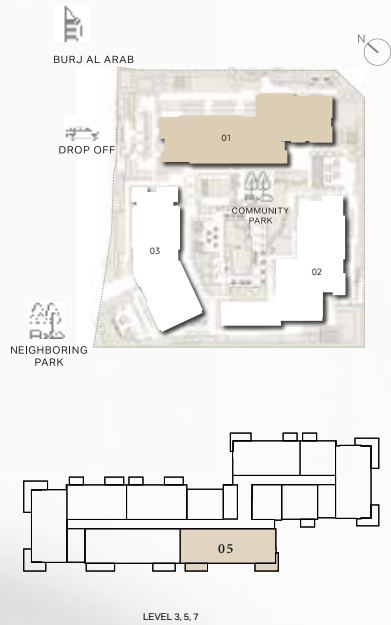 N
BURJ AL ARAB
DROP OFF
01
COMMUNITY
PARK
03
02
NEIGHBORING
PARK
05
LEVEL 3, 5, 7